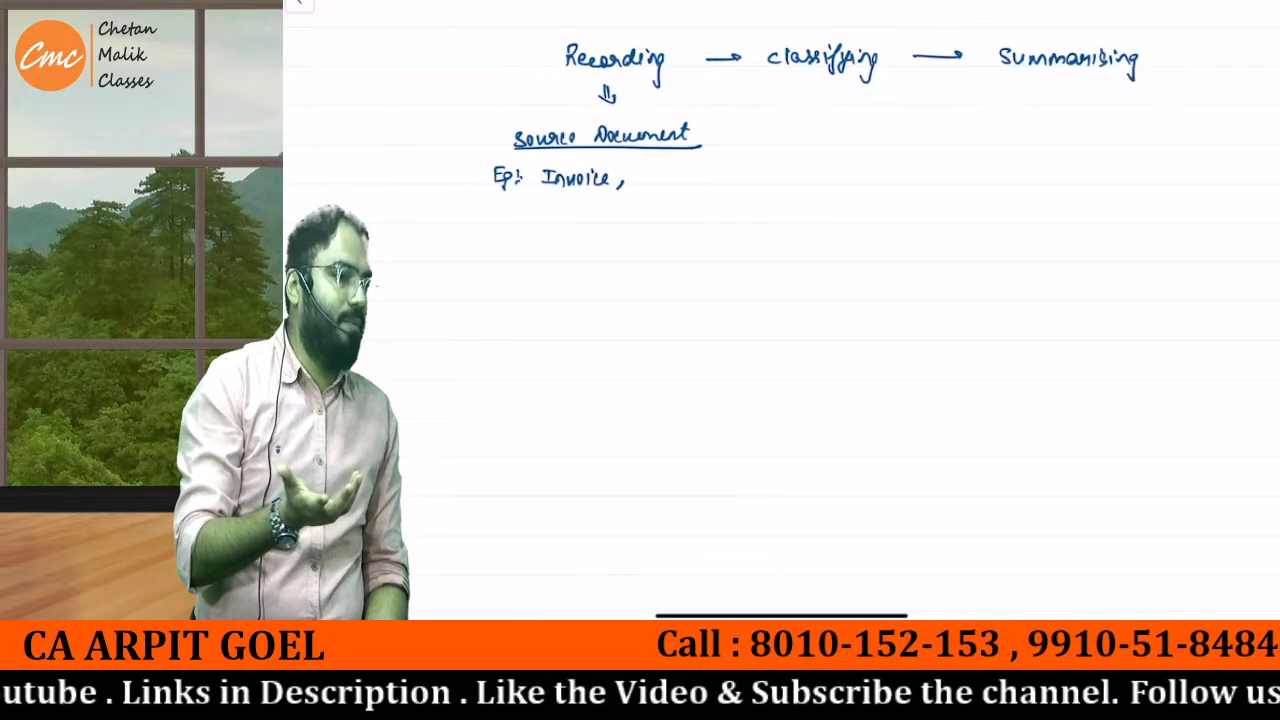 cmc
Chetan
Malik
Classes
Recording → classifying → Summarising
⇓
Source Document
Eg:- Invoice,
CA ARPIT GOEL
Call : 8010-152-153 , 9910-51-8484
utube . Links in Description . Like the Video & Subscribe the channel. Follow us